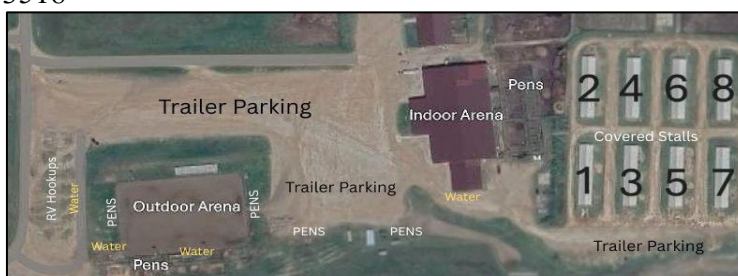 2 4 6 8
Pens
Trailer Parking
Indoor Arena
Covered Stalls
RV Hookups
Water
PENS
Outdoor Arena
PENS
Trailer Parking
Water
1 3 5 7
PENS
PENS
Water
Water
Pens
Trailer Parking